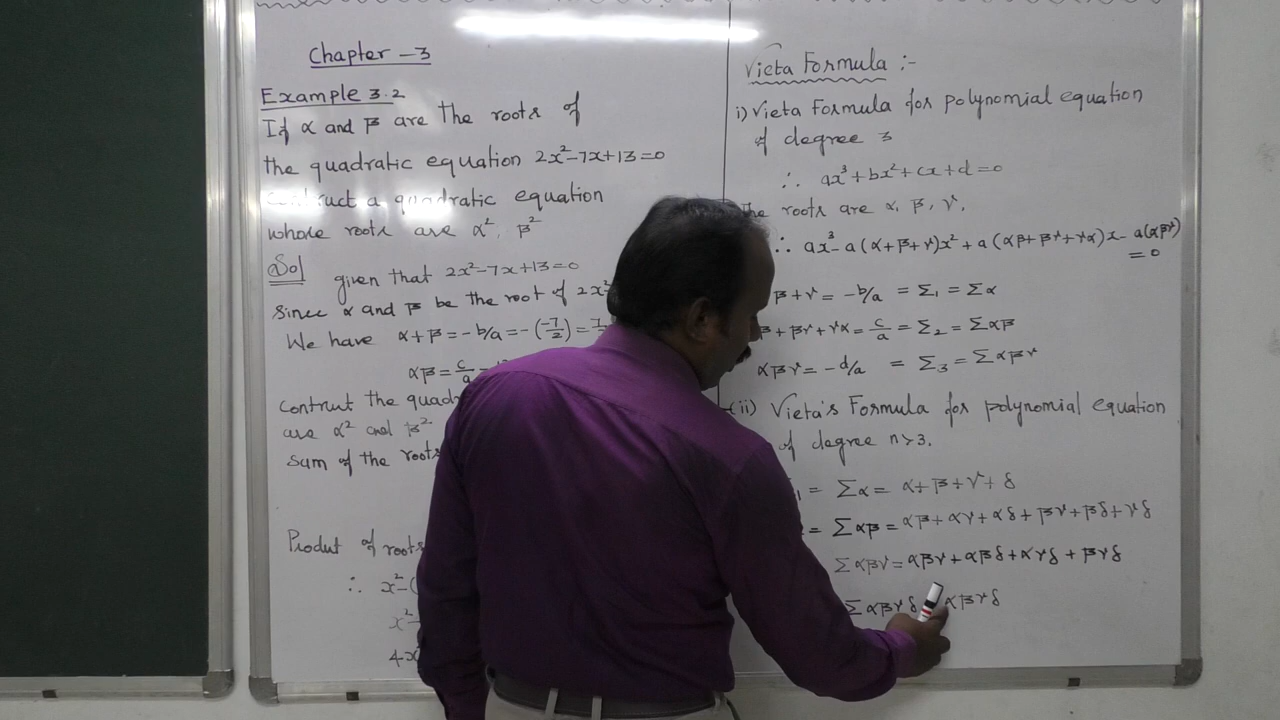 Chapter - 3
Example 3.2
If α and β are the roots of
the quadratic equation 2x²-7x+13=0
contruct a quadratic equation
whose roots are α², β²
Sol given that 2x²-7x+13=0
Since α and β be the root of 2x²
We have α+β = -b/a = -(-7/2) = 7/
αβ = c/a =
contruct the quadr
are α² and β²
Sum of the roots
Produt of roots
∴ x²-(
x²-
4x
Vieta Formula :-
i) Vieta Formula for polynomial equation
of degree 3
∴ ax³+bx²+cx+d=0
The roots are α, β, γ.
∴ ax³-a(α+β+γ)x²+a(αβ+βγ+γα)x-a(αβγ)
=0
β+γ = -b/a = Σ₁ = Σα
β+βγ+γα = c/a = Σ₂ = Σαβ
αβγ = -d/a = Σ₃ = Σαβγ
(ii) Vieta's Formula for polynomial equation
of degree n>3.
= Σα = α+β+γ+δ
= Σαβ = αβ+αγ+αδ+βγ+βδ+γδ
Σαβγ = αβγ+αβδ+αγδ+βγδ
Σαβγδ αβγδ